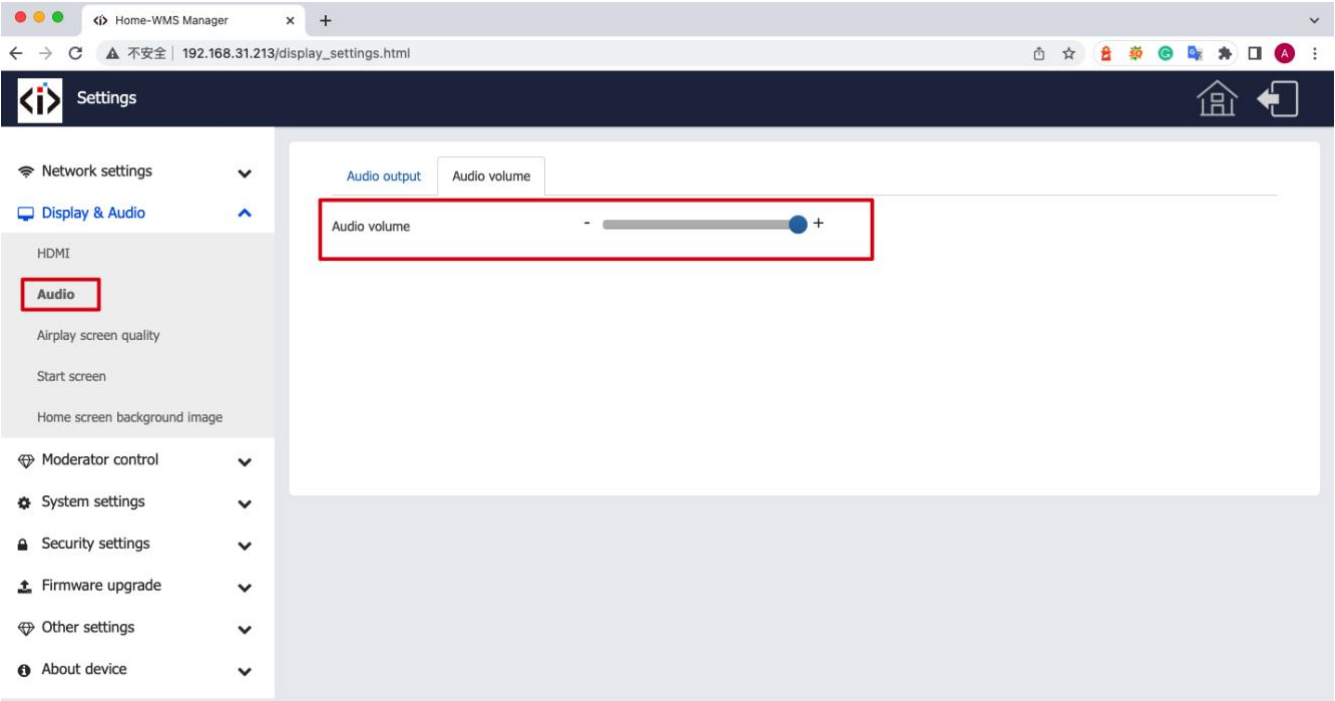 Home-WMS Manager
不安全 | 192.168.31.213/display_settings.html
A
<i> Settings
Network settings
Display & Audio
HDMI
Audio
Airplay screen quality
Start screen
Home screen background image
Moderator control
System settings
Security settings
Firmware upgrade
Other settings
About device
Audio output Audio volume
Audio volume - +